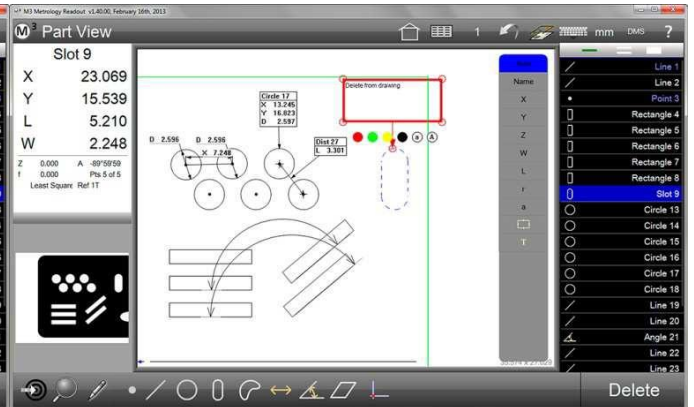 M3 Metrology Readout v1.40.00, February 16th, 2013
M3 Part View
1
mm
DMS
?
Slot 9
X 23.069
Y 15.539
L 5.210
W 2.248
Z 0.000 A -89°59'59
f 0.000 Pts 5 of 5
Least Square Ref 1T
Delete from drawing
Circle 17
X 13.245
Y 16.023
D 2.597
D 2.596
D 2.596
X 7.248
Dist 27
L 3.301
a
A
Name
X
Y
Z
W
L
r
a
T
Line 1
Line 2
Point 3
Rectangle 4
Rectangle 5
Rectangle 6
Rectangle 7
Rectangle 8
Slot 9
Circle 13
Circle 14
Circle 15
Circle 16
Circle 17
Circle 18
Line 19
Line 20
Angle 21
Line 22
Line 23
Delete